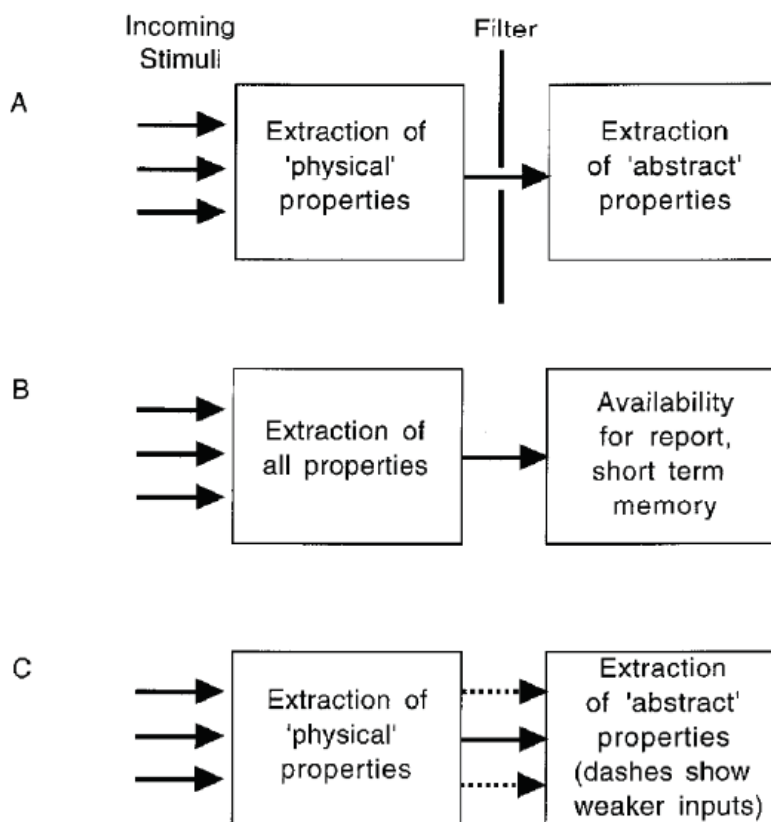 Incoming
Stimuli
Filter
A
Extraction of
'physical'
properties
Extraction
of 'abstract'
properties
B
Extraction of
all properties
Availability
for report,
short term
memory
C
Extraction of
'physical'
properties
Extraction
of 'abstract'
properties
(dashes show
weaker inputs)